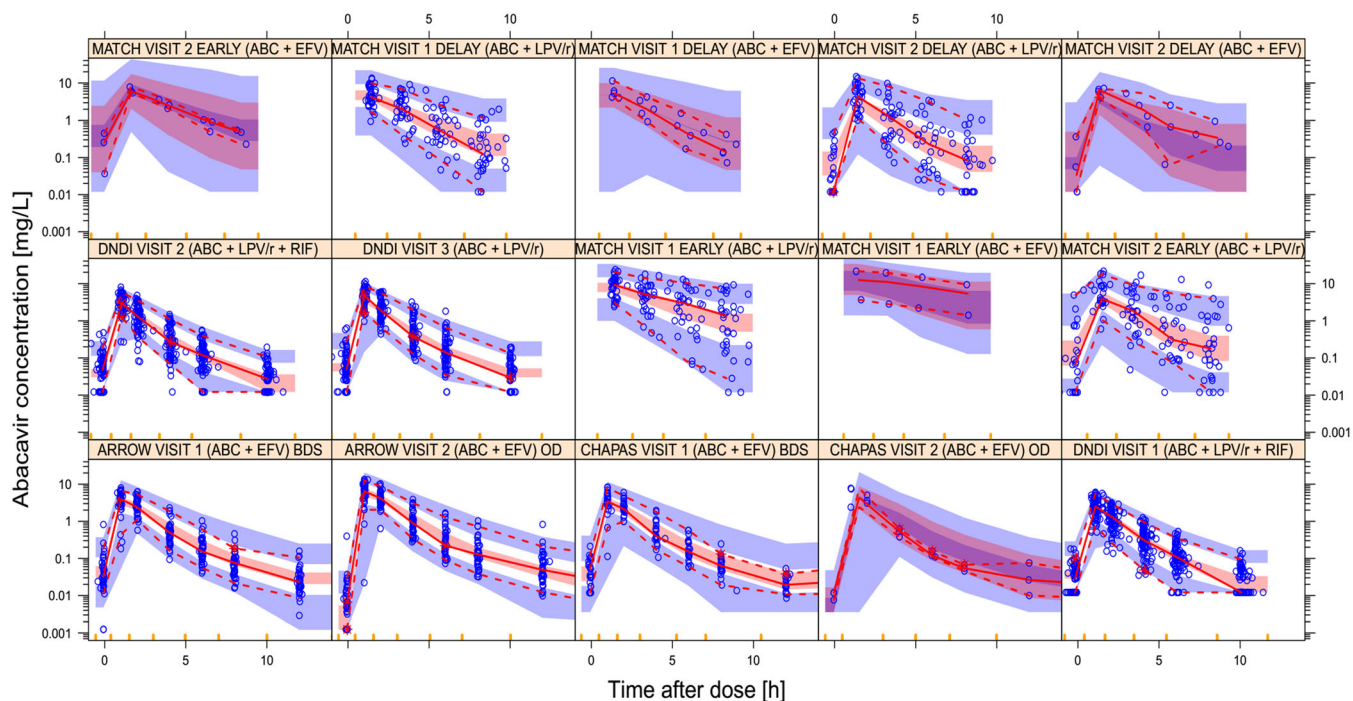 0 5 10 0 5 10
MATCH VISIT 2 EARLY (ABC + EFV) MATCH VISIT 1 DELAY (ABC + LPV/r) MATCH VISIT 1 DELAY (ABC + EFV) MATCH VISIT 2 DELAY (ABC + LPV/r) MATCH VISIT 2 DELAY (ABC + EFV)
10
1
0.1
0.01
0.001
DNDI VISIT 2 (ABC + LPV/r + RIF) DNDI VISIT 3 (ABC + LPV/r) MATCH VISIT 1 EARLY (ABC + LPV/r) MATCH VISIT 1 EARLY (ABC + EFV) MATCH VISIT 2 EARLY (ABC + LPV/r)
10
1
0.1
0.01
0.001
ARROW VISIT 1 (ABC + EFV) BDS ARROW VISIT 2 (ABC + EFV) OD CHAPAS VISIT 1 (ABC + EFV) BDS CHAPAS VISIT 2 (ABC + EFV) OD DNDI VISIT 1 (ABC + LPV/r + RIF)
10
1
0.1
0.01
0.001
0 5 10 0 5 10 0 5 10
Abacavir concentration [mg/L]
Time after dose [h]